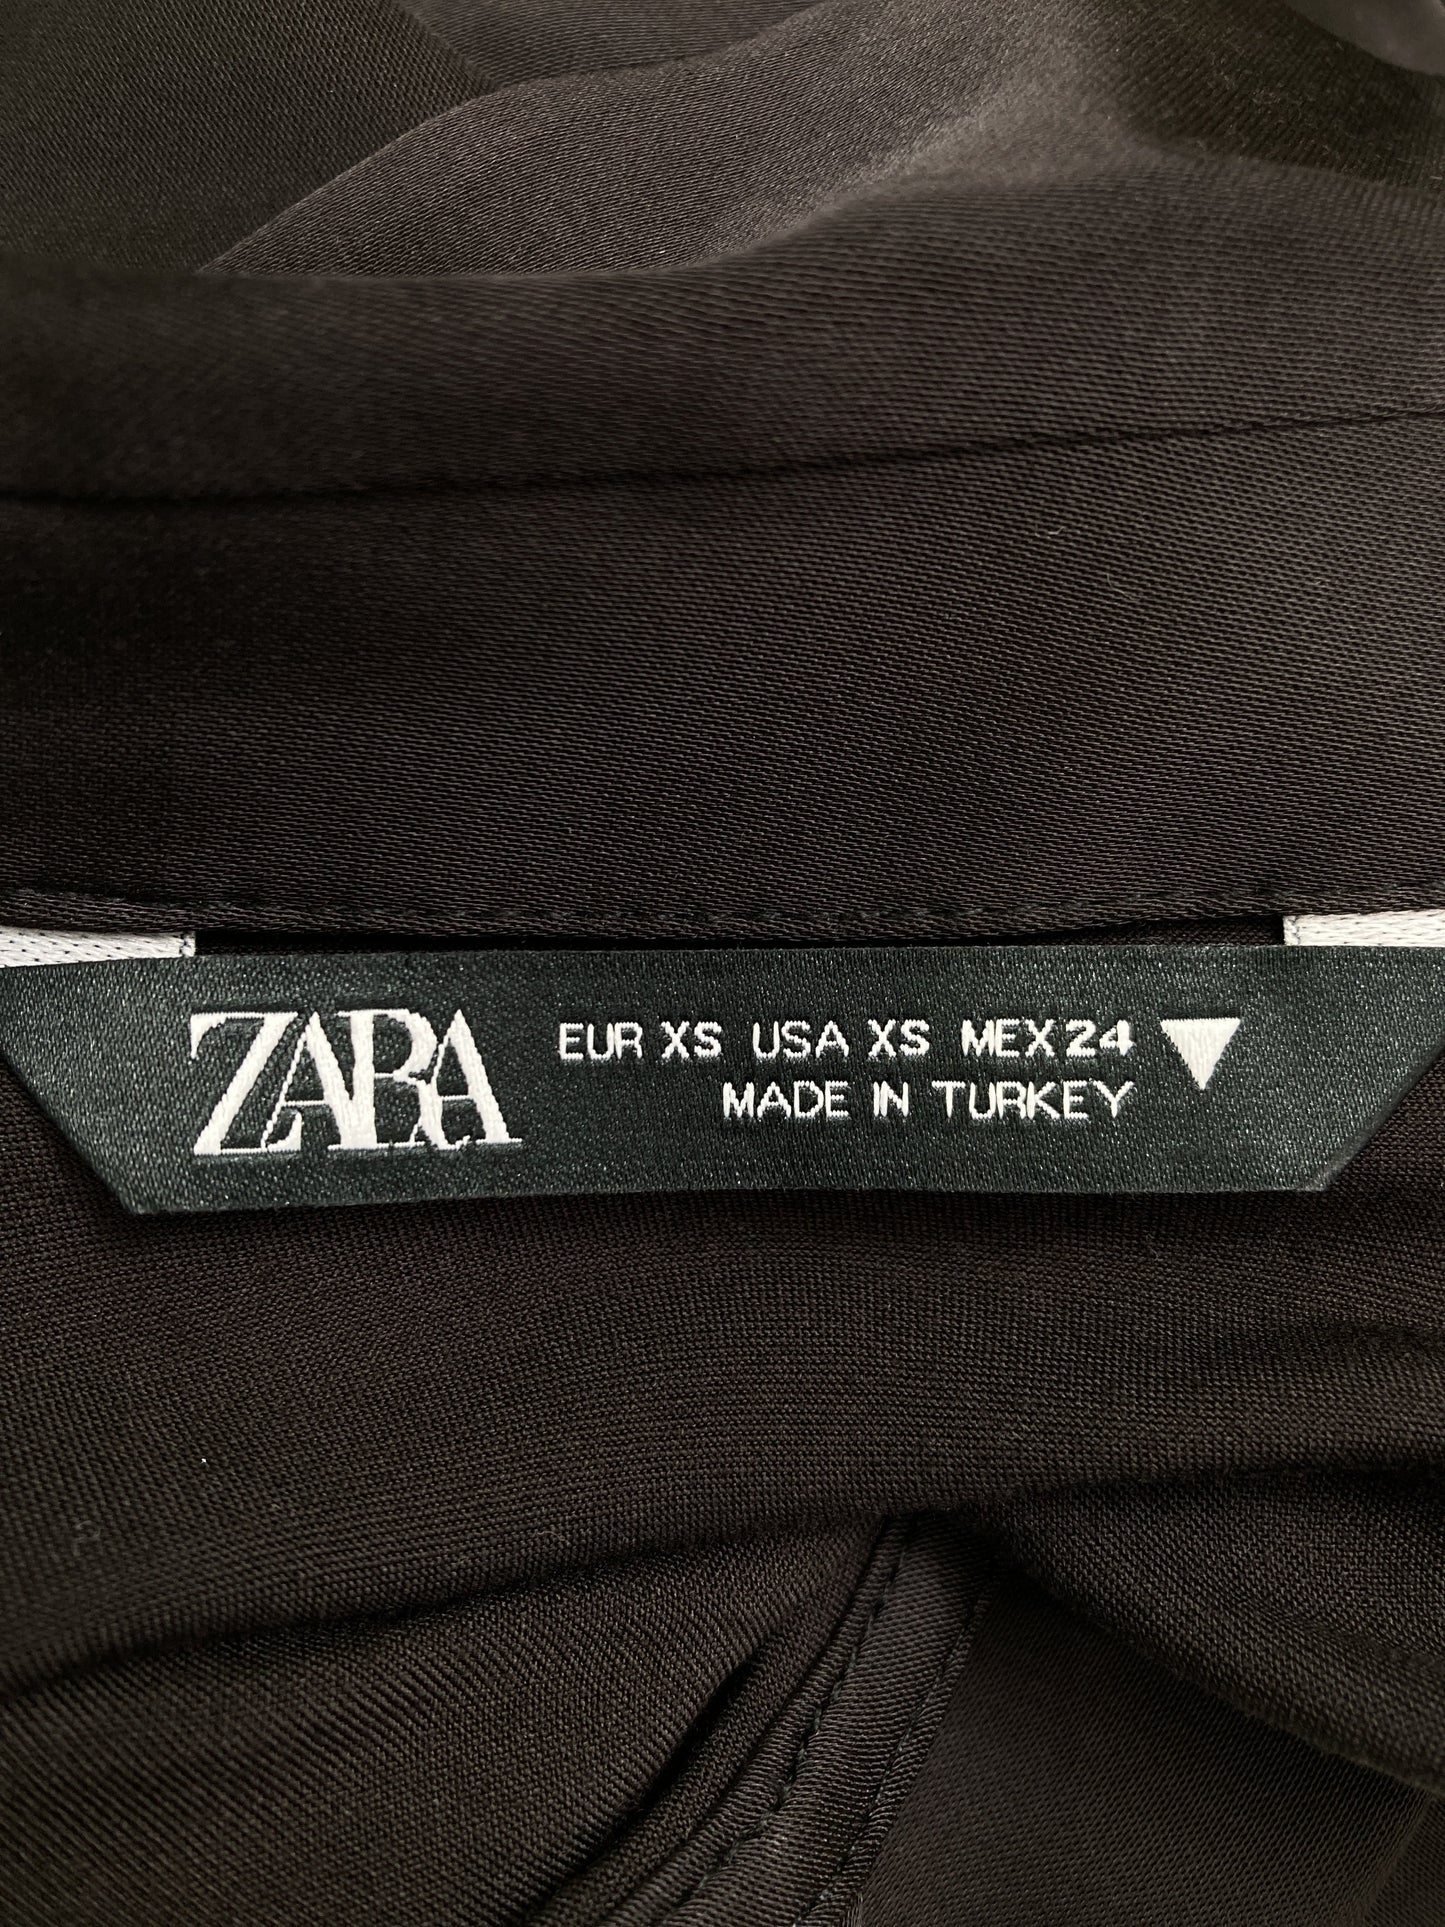 ZARA
EUR XS USA XS MEX 24
MADE IN TURKEY